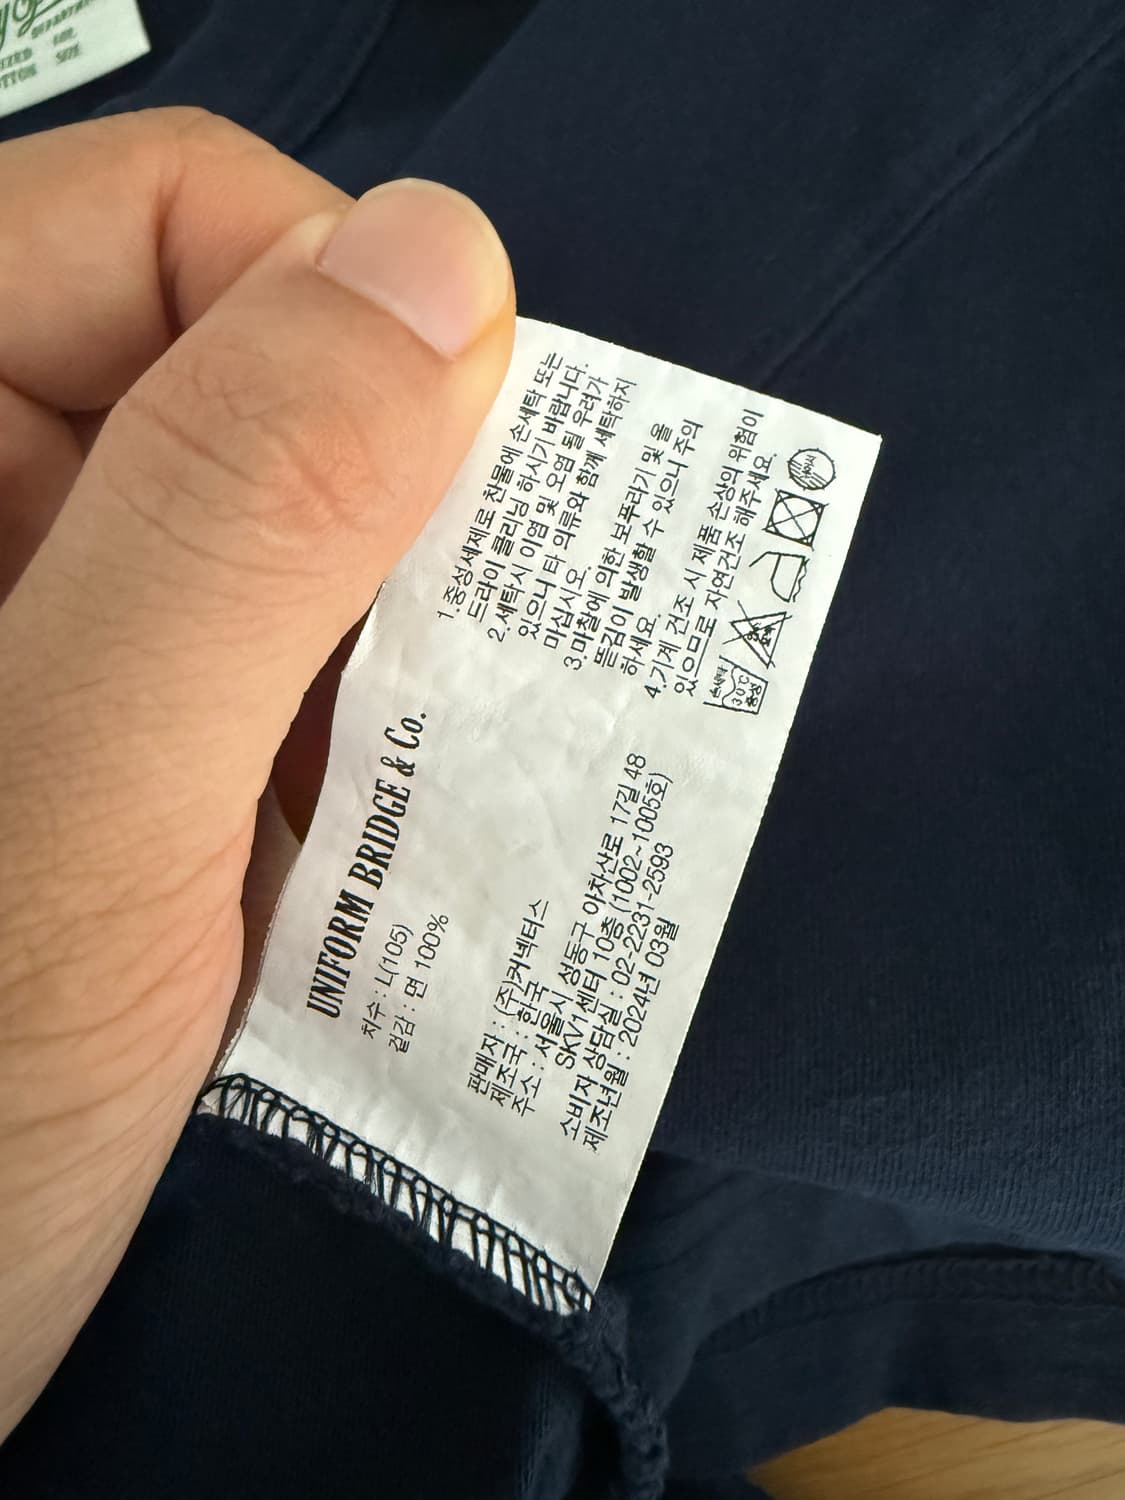 SIZE
UNIFORM BRIDGE & Co.
치수 : L(105)
겉감 : 면 100%
판매자 : (주)커넥터스
제조국 : 한국
주소 : 서울시 성동구 아차산로 17길 48
SKV1센터 10층 (1002~1005호)
소비자 상담실 : 02-2231-2593
제조년월 : 2024년 03월
1.중성세제로 찬물에 손세탁 또는
드라이 클리닝 하시기 바랍니다.
2.세탁시 이염 및 오염 될 우려가
있으니 타 의류와 함께 세탁하지
마십시오.
3.마찰에 의한 보푸라기 및 올
뜯김이 발생할 수 있으니 주의
하세요.
4.기계 건조 시 제품 손상의 위험이
있으므로 자연건조 해주세요.
손세탁
30℃
중성